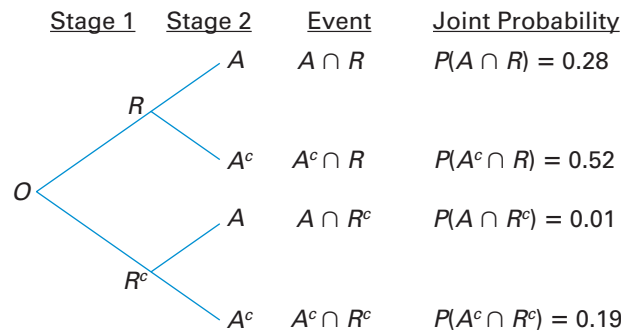 Stage 1 Stage 2 Event Joint Probability
A A ∩ R P(A ∩ R) = 0.28
R
Aᶜ Aᶜ ∩ R P(Aᶜ ∩ R) = 0.52
O
A A ∩ Rᶜ P(A ∩ Rᶜ) = 0.01
Rᶜ
Aᶜ Aᶜ ∩ Rᶜ P(Aᶜ ∩ Rᶜ) = 0.19